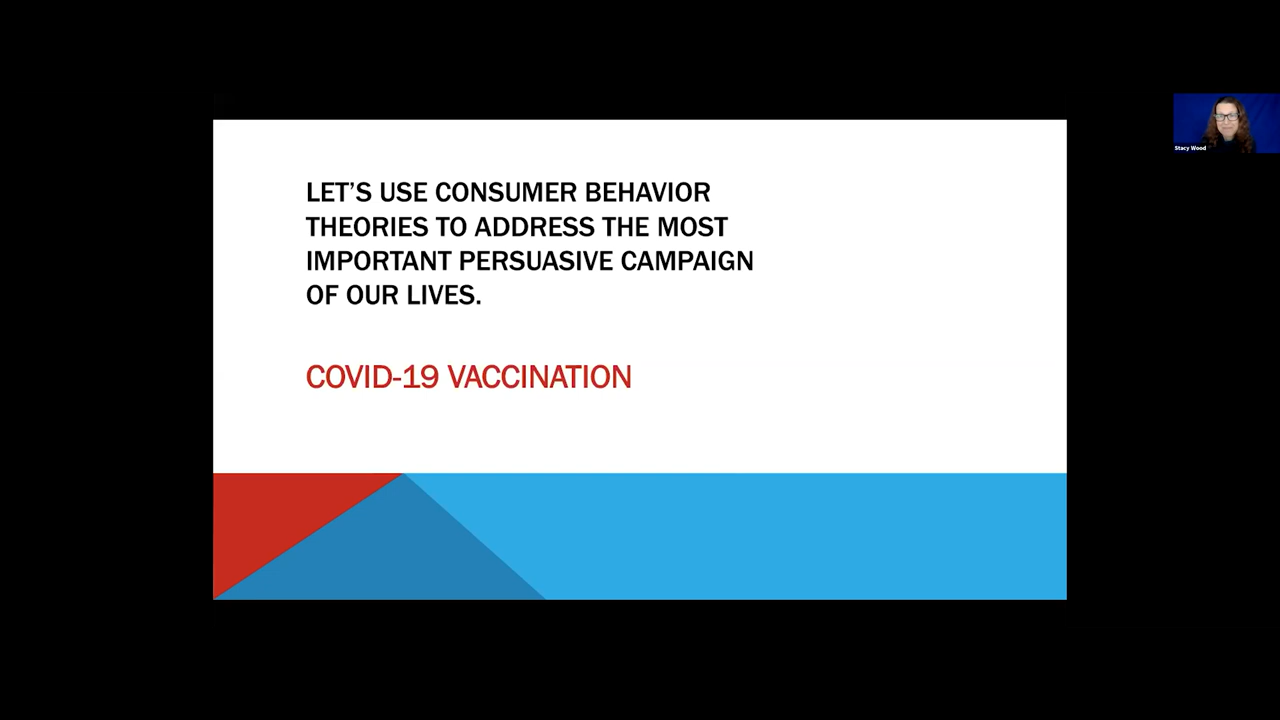 LET’S USE CONSUMER BEHAVIOR
THEORIES TO ADDRESS THE MOST
IMPORTANT PERSUASIVE CAMPAIGN
OF OUR LIVES.
COVID-19 VACCINATION
Stacy Wood